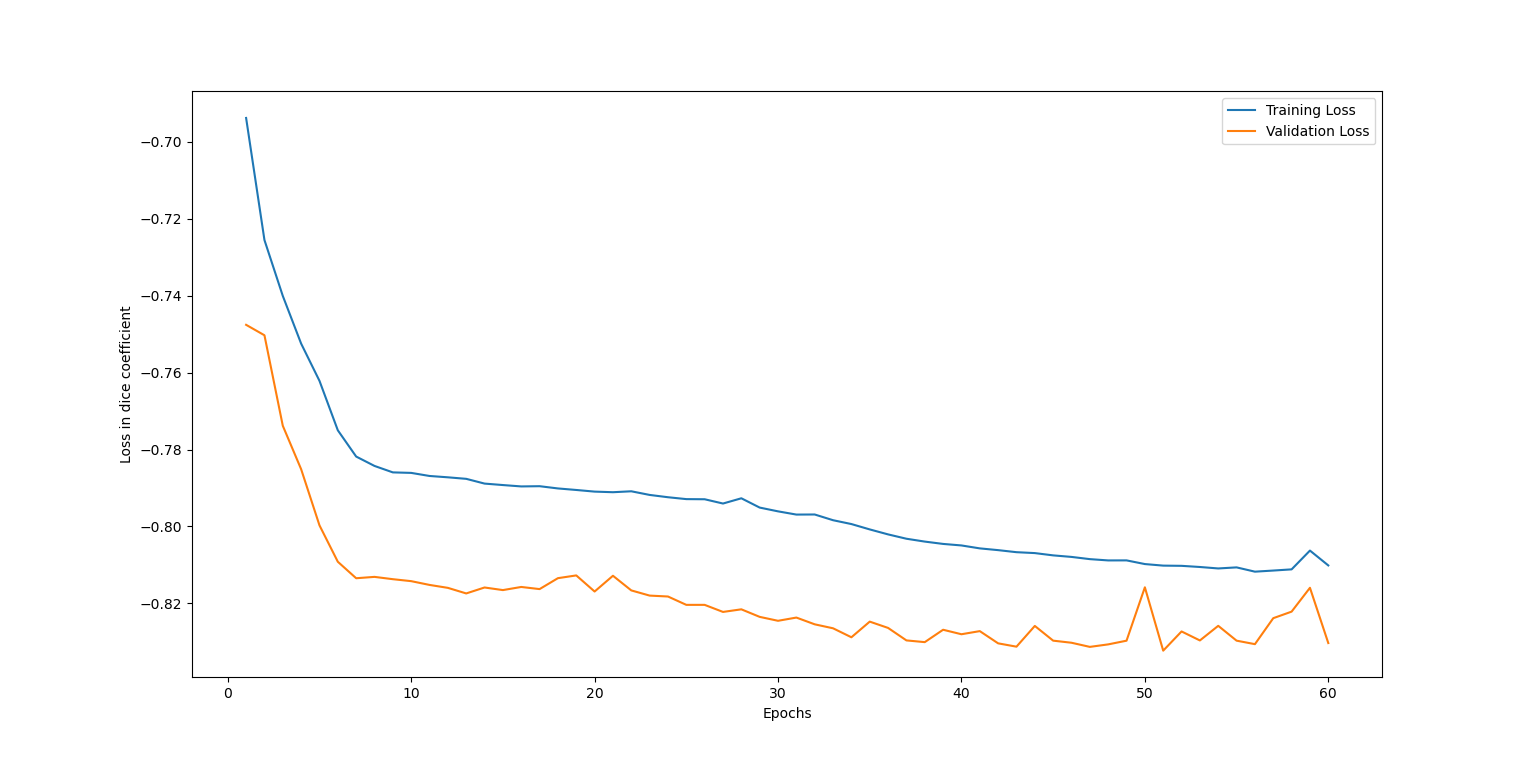 Training Loss
Validation Loss
−0.70
−0.72
−0.74
−0.76
−0.78
−0.80
−0.82
Loss in dice coefficient
0 10 20 30 40 50 60
Epochs